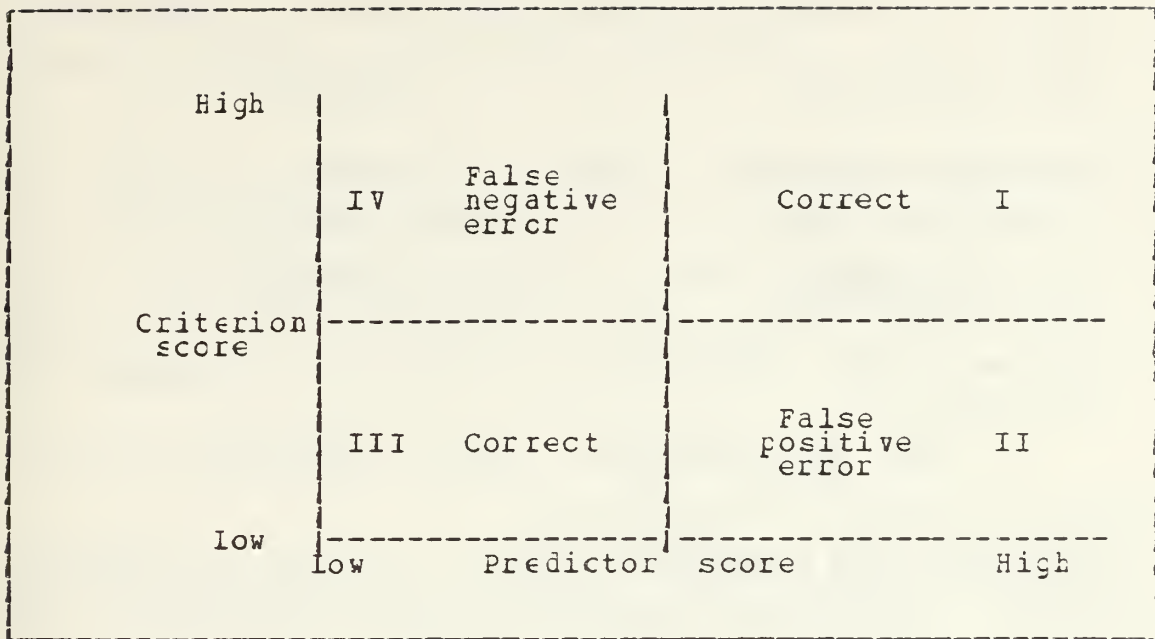 High
IV False negative error Correct I
Criterion score
III Correct False positive error II
Low
Low Predictor score High